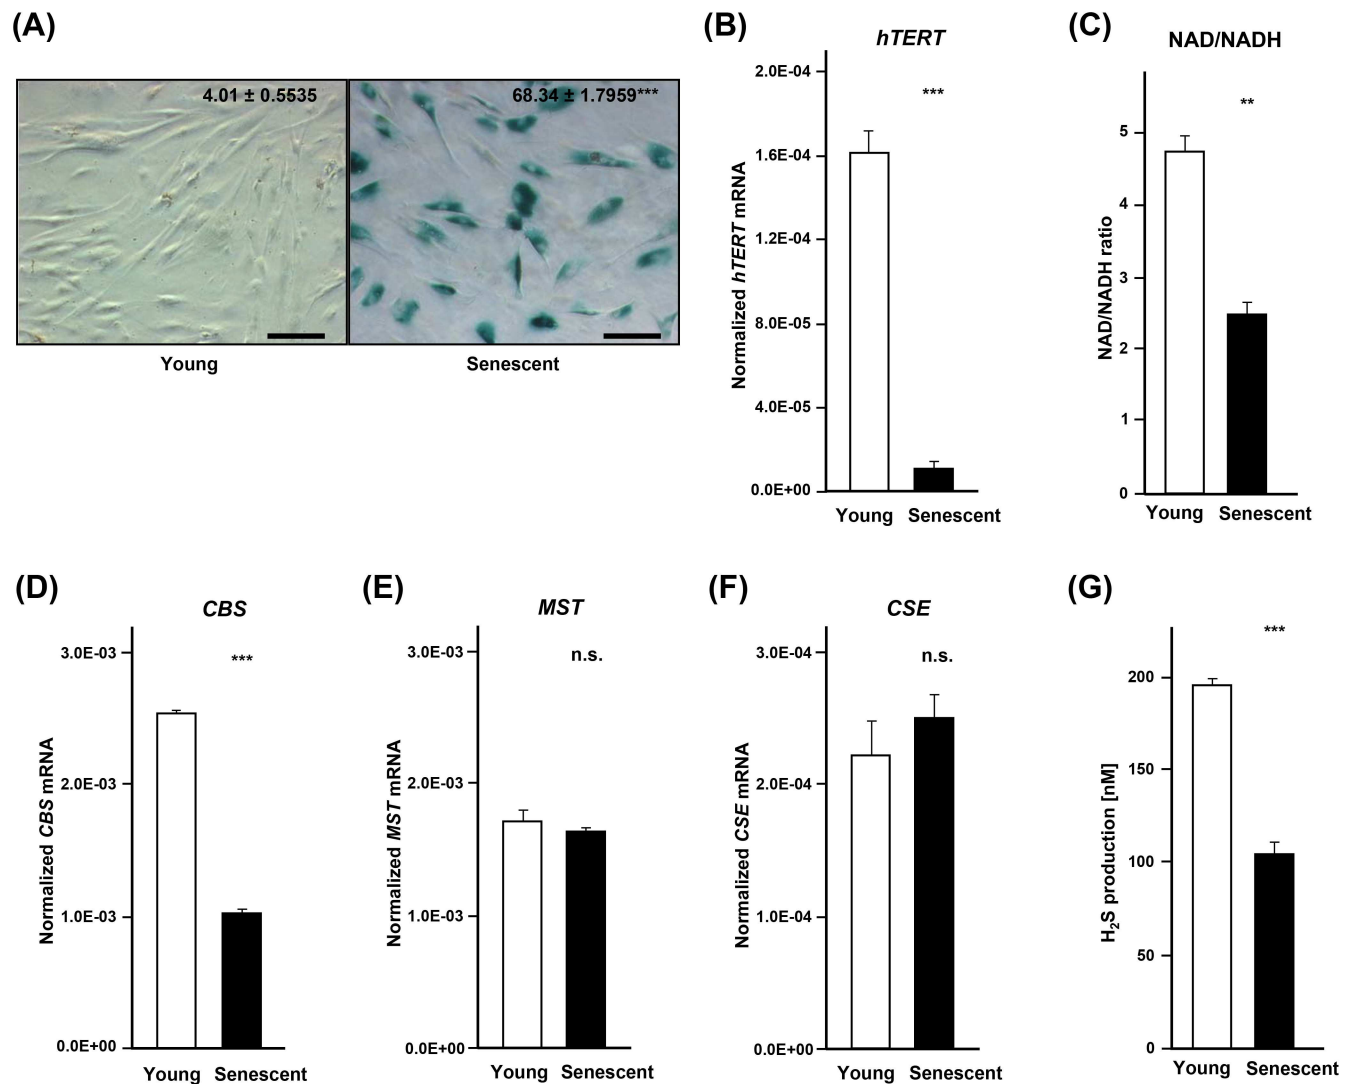 (A)
4.01 ± 0.5535
68.34 ± 1.7959***
Young
Senescent
(B)
hTERT
***
Normalized hTERT mRNA
2.0E-04
1.6E-04
1.2E-04
8.0E-05
4.0E-05
0.0E+00
Young Senescent
(C)
NAD/NADH
**
NAD/NADH ratio
5
4
3
2
1
0
Young Senescent
(D)
CBS
***
Normalized CBS mRNA
3.0E-03
2.0E-03
1.0E-03
0.0E+00
Young Senescent
(E)
MST
n.s.
Normalized MST mRNA
3.0E-03
2.0E-03
1.0E-03
0.0E+00
Young Senescent
(F)
CSE
n.s.
Normalized CSE mRNA
3.0E-04
2.0E-04
1.0E-04
0.0E+00
Young Senescent
(G)
***
H₂S production [nM]
200
150
100
50
0
Young Senescent